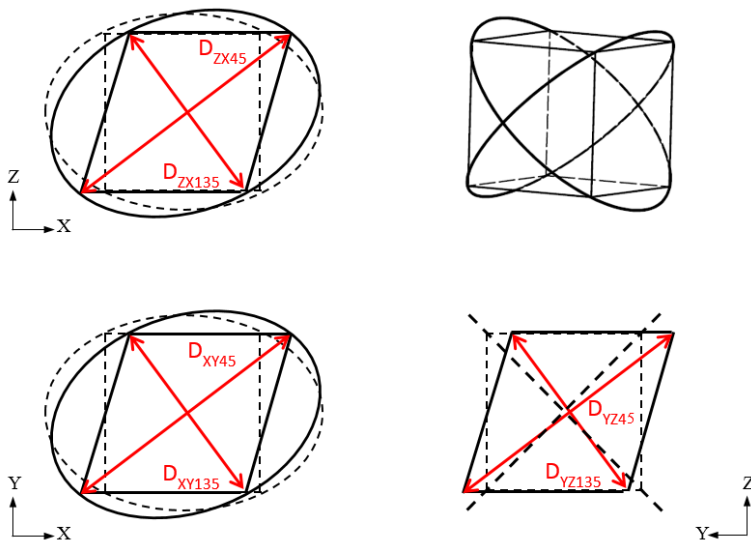 D_ZX45
D_ZX135
Z
X
D_XY45
D_XY135
Y
X
D_YZ45
D_YZ135
Z
Y